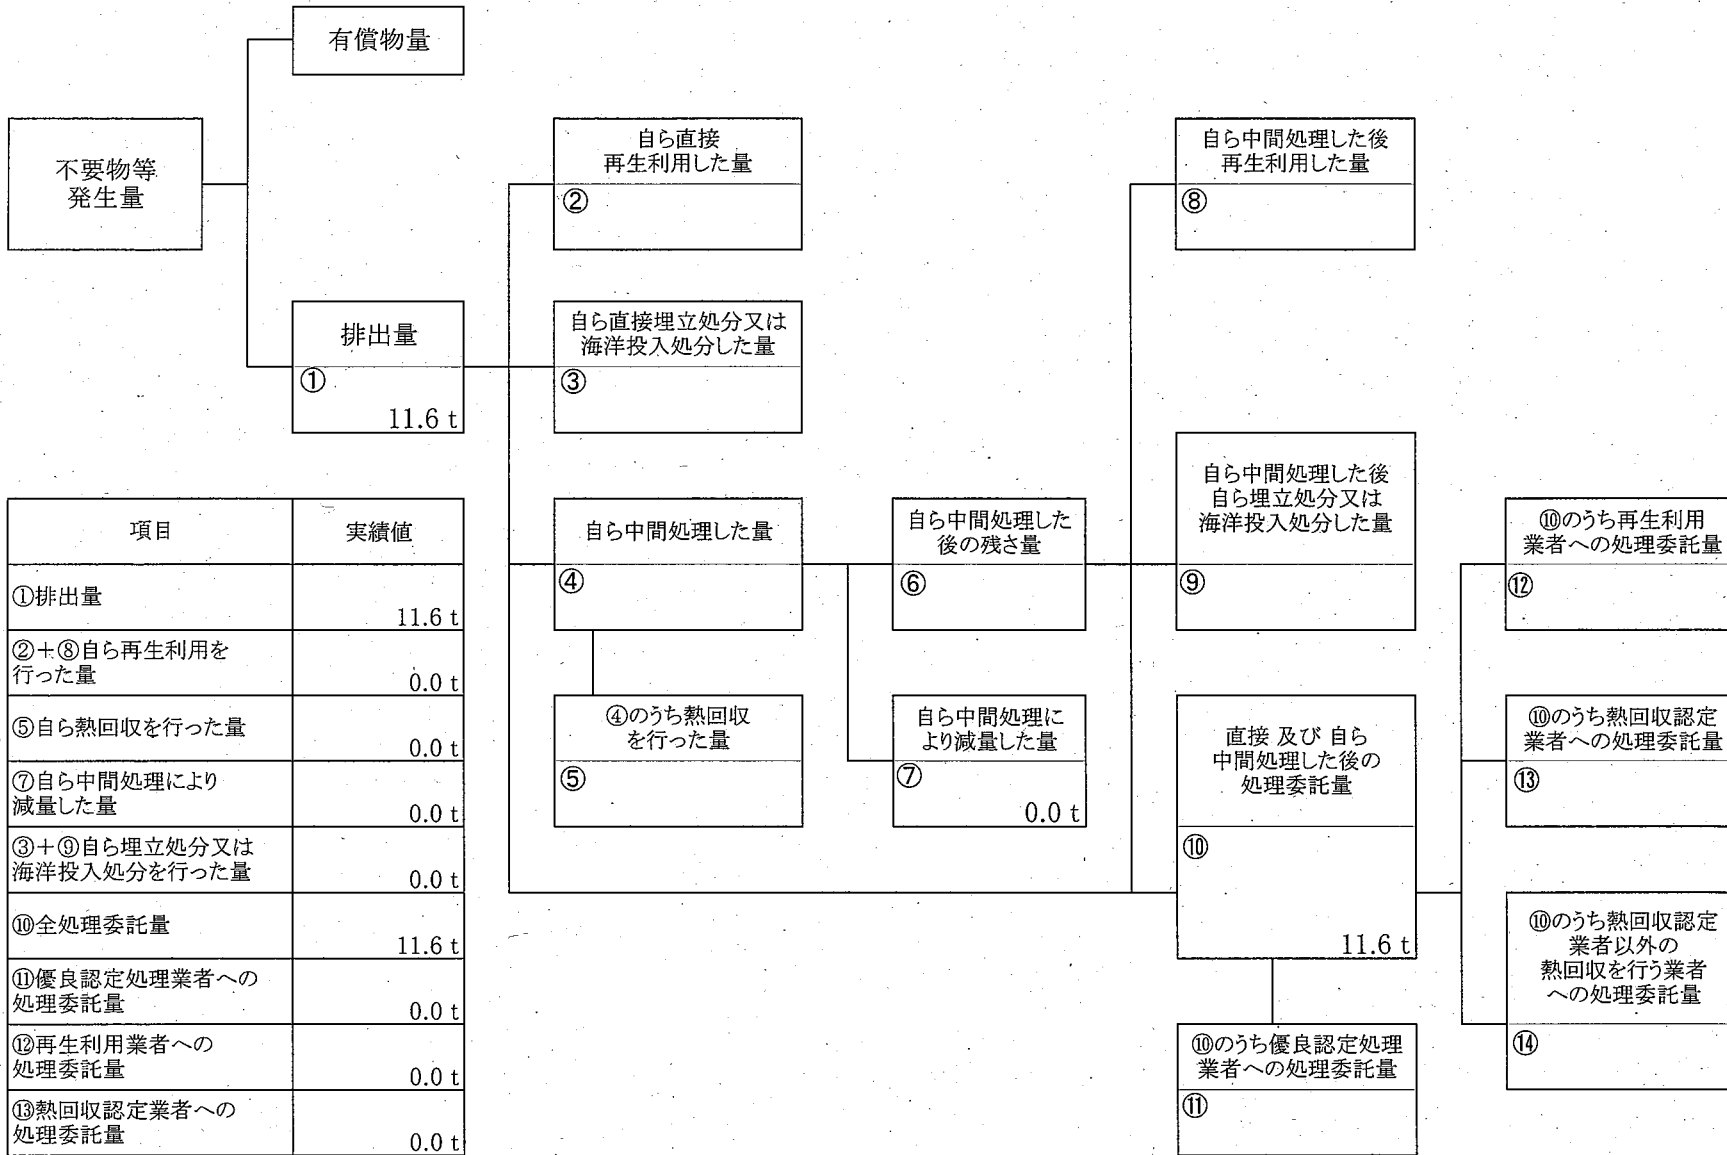 有償物量
不要物等
発生量
自ら直接
再生利用した量
②
自ら中間処理した後
再生利用した量
⑧
排出量
①
11.6 t
自ら直接埋立処分又は
海洋投入処分した量
③
自ら中間処理した量
④
自ら中間処理した
後の残さ量
⑥
自ら中間処理した後
自ら埋立処分又は
海洋投入処分した量
⑨
⑩のうち再生利用
業者への処理委託量
⑫
④のうち熱回収
を行った量
⑤
自ら中間処理に
より減量した量
⑦
0.0 t
直接 及び 自ら
中間処理した後の
処理委託量
⑩
11.6 t
⑩のうち熱回収認定
業者への処理委託量
⑬
⑩のうち熱回収認定
業者以外の
熱回収を行う業者
への処理委託量
⑭
⑩のうち優良認定処理
業者への処理委託量
⑪
項目 実績値
①排出量
11.6 t
②+⑧自ら再生利用を
行った量
0.0 t
⑤自ら熱回収を行った量
0.0 t
⑦自ら中間処理により
減量した量
0.0 t
③+⑨自ら埋立処分又は
海洋投入処分を行った量
0.0 t
⑩全処理委託量
11.6 t
⑪優良認定処理業者への
処理委託量
0.0 t
⑫再生利用業者への
処理委託量
0.0 t
⑬熱回収認定業者への
処理委託量
0.0 t